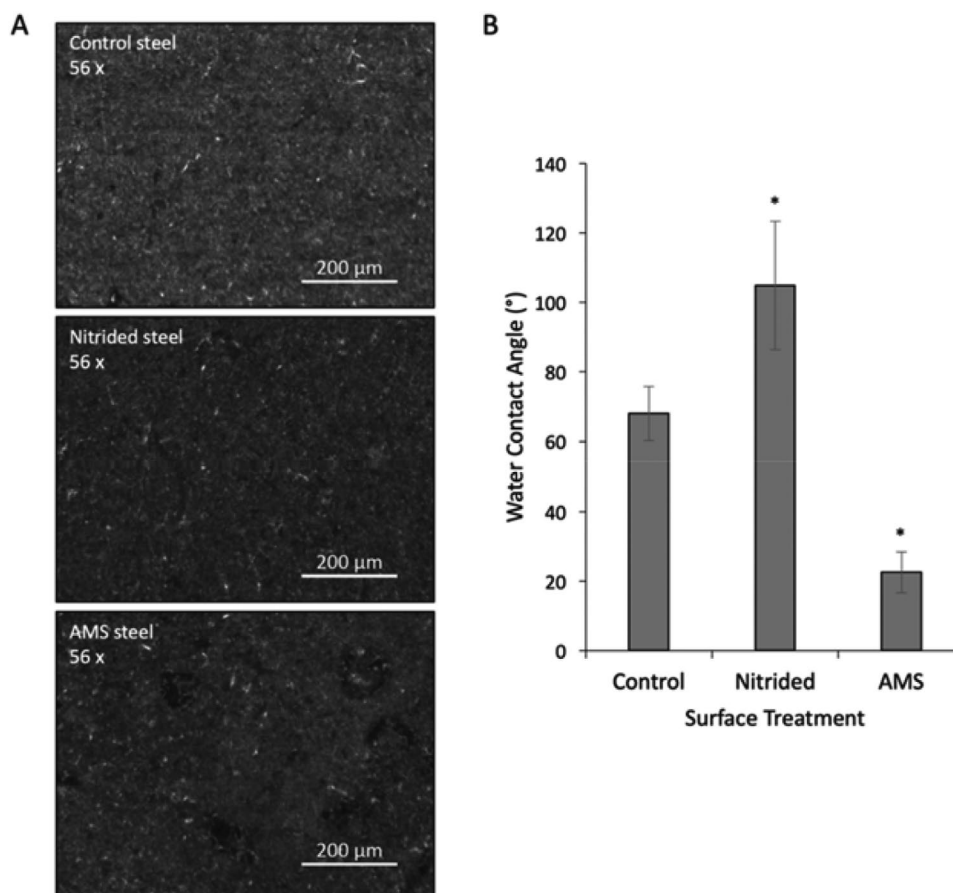 A
Control steel
56 x
200 µm
Nitrided steel
56 x
200 µm
AMS steel
56 x
200 µm
B
140
120
100
80
60
40
20
0
Water Contact Angle (°)
*
*
Control
Nitrided
AMS
Surface Treatment